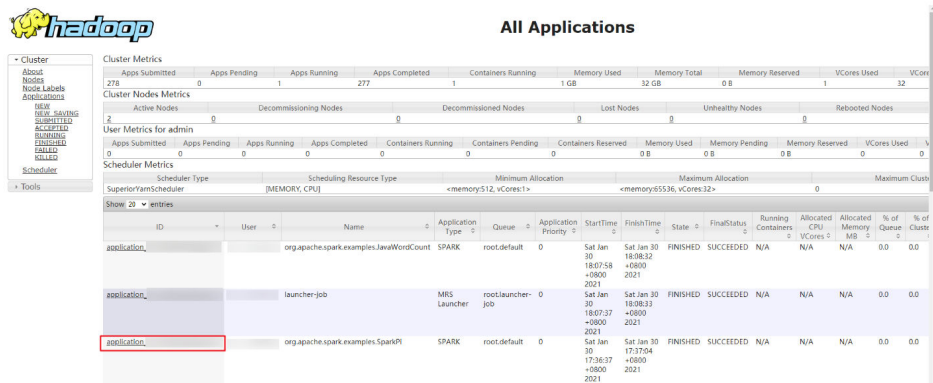 hadoop
All Applications
Cluster
About
Nodes
Node Labels
Applications
NEW
NEW_SAVING
SUBMITTED
ACCEPTED
RUNNING
FINISHED
FAILED
KILLED
Scheduler
Tools
Cluster Metrics
Apps Submitted Apps Pending Apps Running Apps Completed Containers Running Memory Used Memory Total Memory Reserved VCores Used VCore
278 0 1 277 1 1 GB 32 GB 0 B 1 32
Cluster Nodes Metrics
Active Nodes Decommissioning Nodes Decommissioned Nodes Lost Nodes Unhealthy Nodes Rebooted Nodes
2 0 0 0 0 0
User Metrics for admin
Apps Submitted Apps Pending Apps Running Apps Completed Containers Running Containers Pending Containers Reserved Memory Used Memory Pending Memory Reserved VCores Used V
0 0 0 0 0 0 0 0 B 0 B 0 B 0 0
Scheduler Metrics
Scheduler Type Scheduling Resource Type Minimum Allocation Maximum Allocation Maximum Cluste
SuperiorYarnScheduler [MEMORY, CPU] <memory:512, vCores:1> <memory:65536, vCores:32> 0
Show 20 entries
ID User Name Application Type Queue Application Priority StartTime FinishTime State FinalStatus Running Containers Allocated CPU VCores Allocated Memory MB % of Queue % of Cluste
application_ org.apache.spark.examples.JavaWordCount SPARK root.default 0 Sat Jan 30 18:07:58 +0800 2021 Sat Jan 30 18:08:32 +0800 2021 FINISHED SUCCEEDED N/A N/A N/A 0.0 0.0
application_ launcher-job MRS Launcher root.launcher-job 0 Sat Jan 30 18:07:37 +0800 2021 Sat Jan 30 18:08:33 +0800 2021 FINISHED SUCCEEDED N/A N/A N/A 0.0 0.0
application_ org.apache.spark.examples.SparkPi SPARK root.default 0 Sat Jan 30 17:36:37 +0800 2021 Sat Jan 30 17:37:04 +0800 2021 FINISHED SUCCEEDED N/A N/A N/A 0.0 0.0